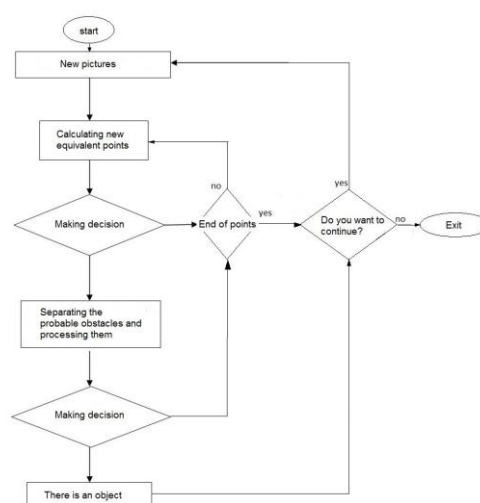 start
New pictures
Calculating new
equivalent points
no
yes
Making decision
End of points
yes
Do you want to
continue?
no
Exit
Separating the
probable obstacles and
processing them
Making decision
There is an object